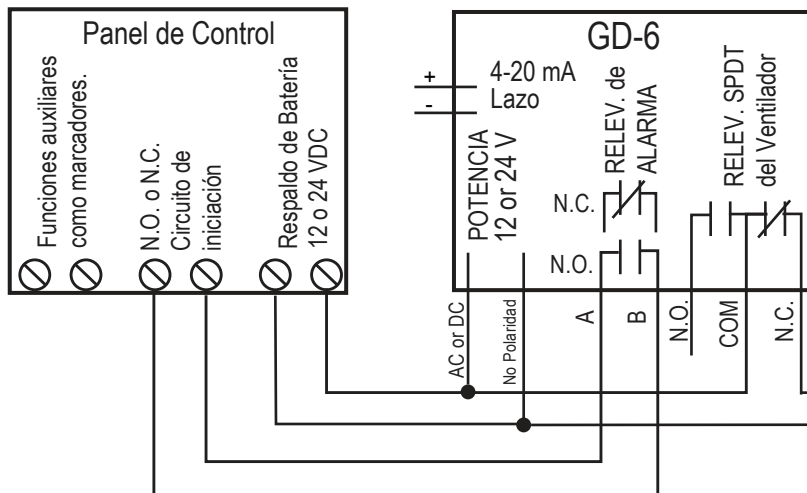 Panel de Control
Funciones auxiliares
como marcadores.
N.O. o N.C.
Circuito de
iniciación
Respaldo de Batería
12 o 24 VDC
GD-6
+
-
4-20 mA
Lazo
POTENCIA
12 or 24 V
RELEV. de
ALARMA
N.C.
N.O.
RELEV. SPDT
del Ventilador
AC or DC
No Polaridad
A
B
N.O.
COM
N.C.